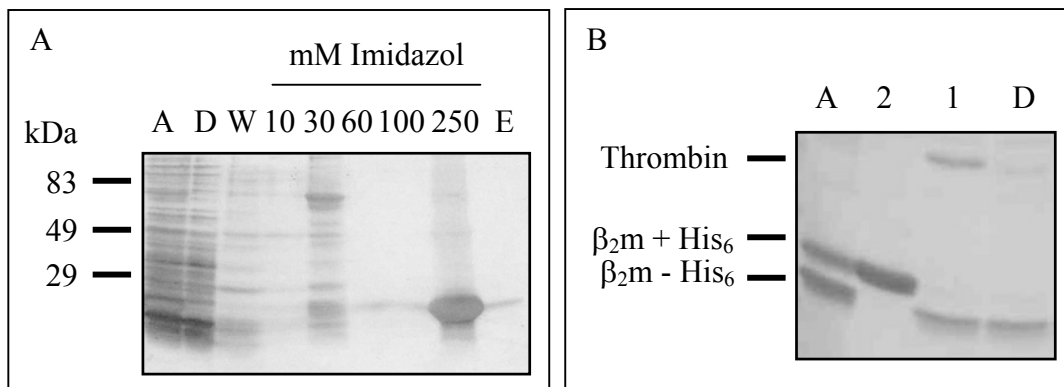 A
mM Imidazol
kDa
A D W 10 30 60 100 250 E
83
49
29
B
A 2 1 D
Thrombin
β₂m + His₆
β₂m - His₆